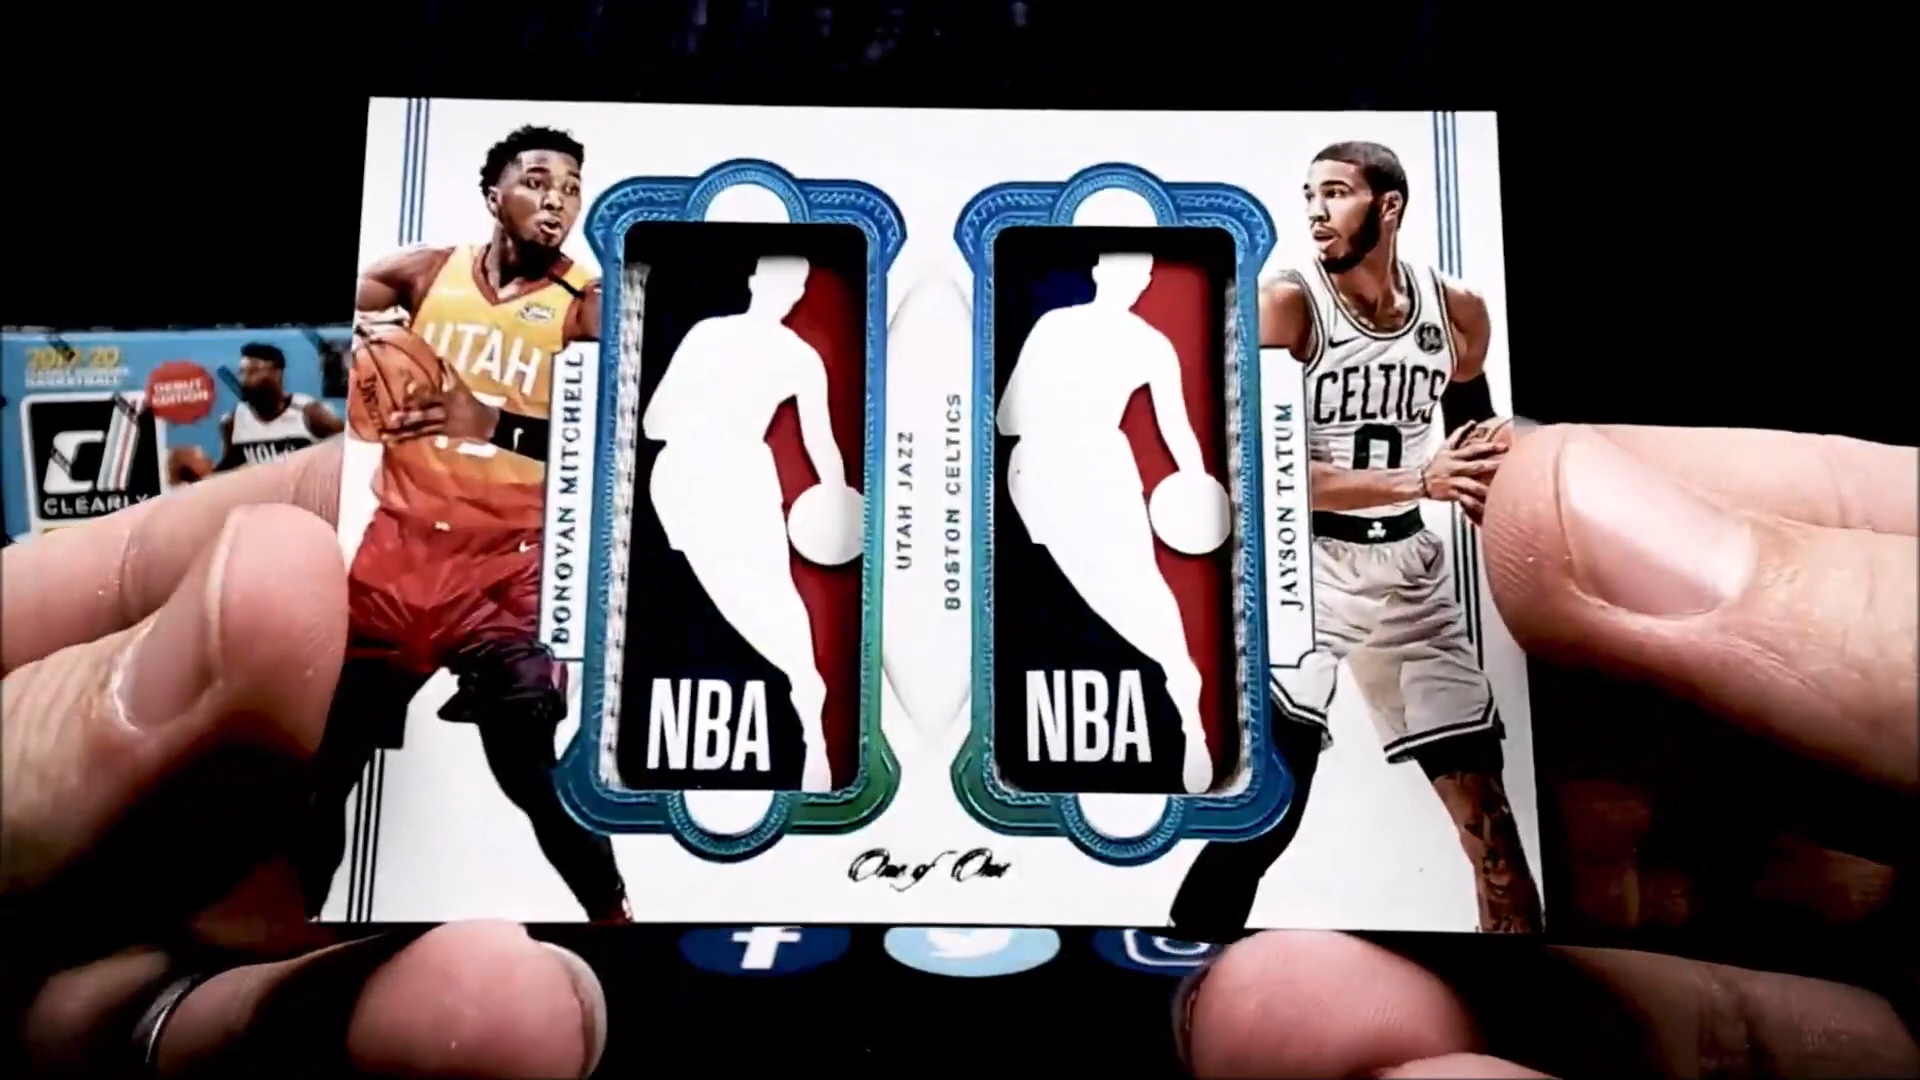 2019-20
BASKETBALL
DEBUT
EDITION
CLEARLY
UTAH
DONOVAN MITCHELL
NBA
UTAH JAZZ
BOSTON CELTICS
NBA
JAYSON TATUM
CELTICS
0
One of One